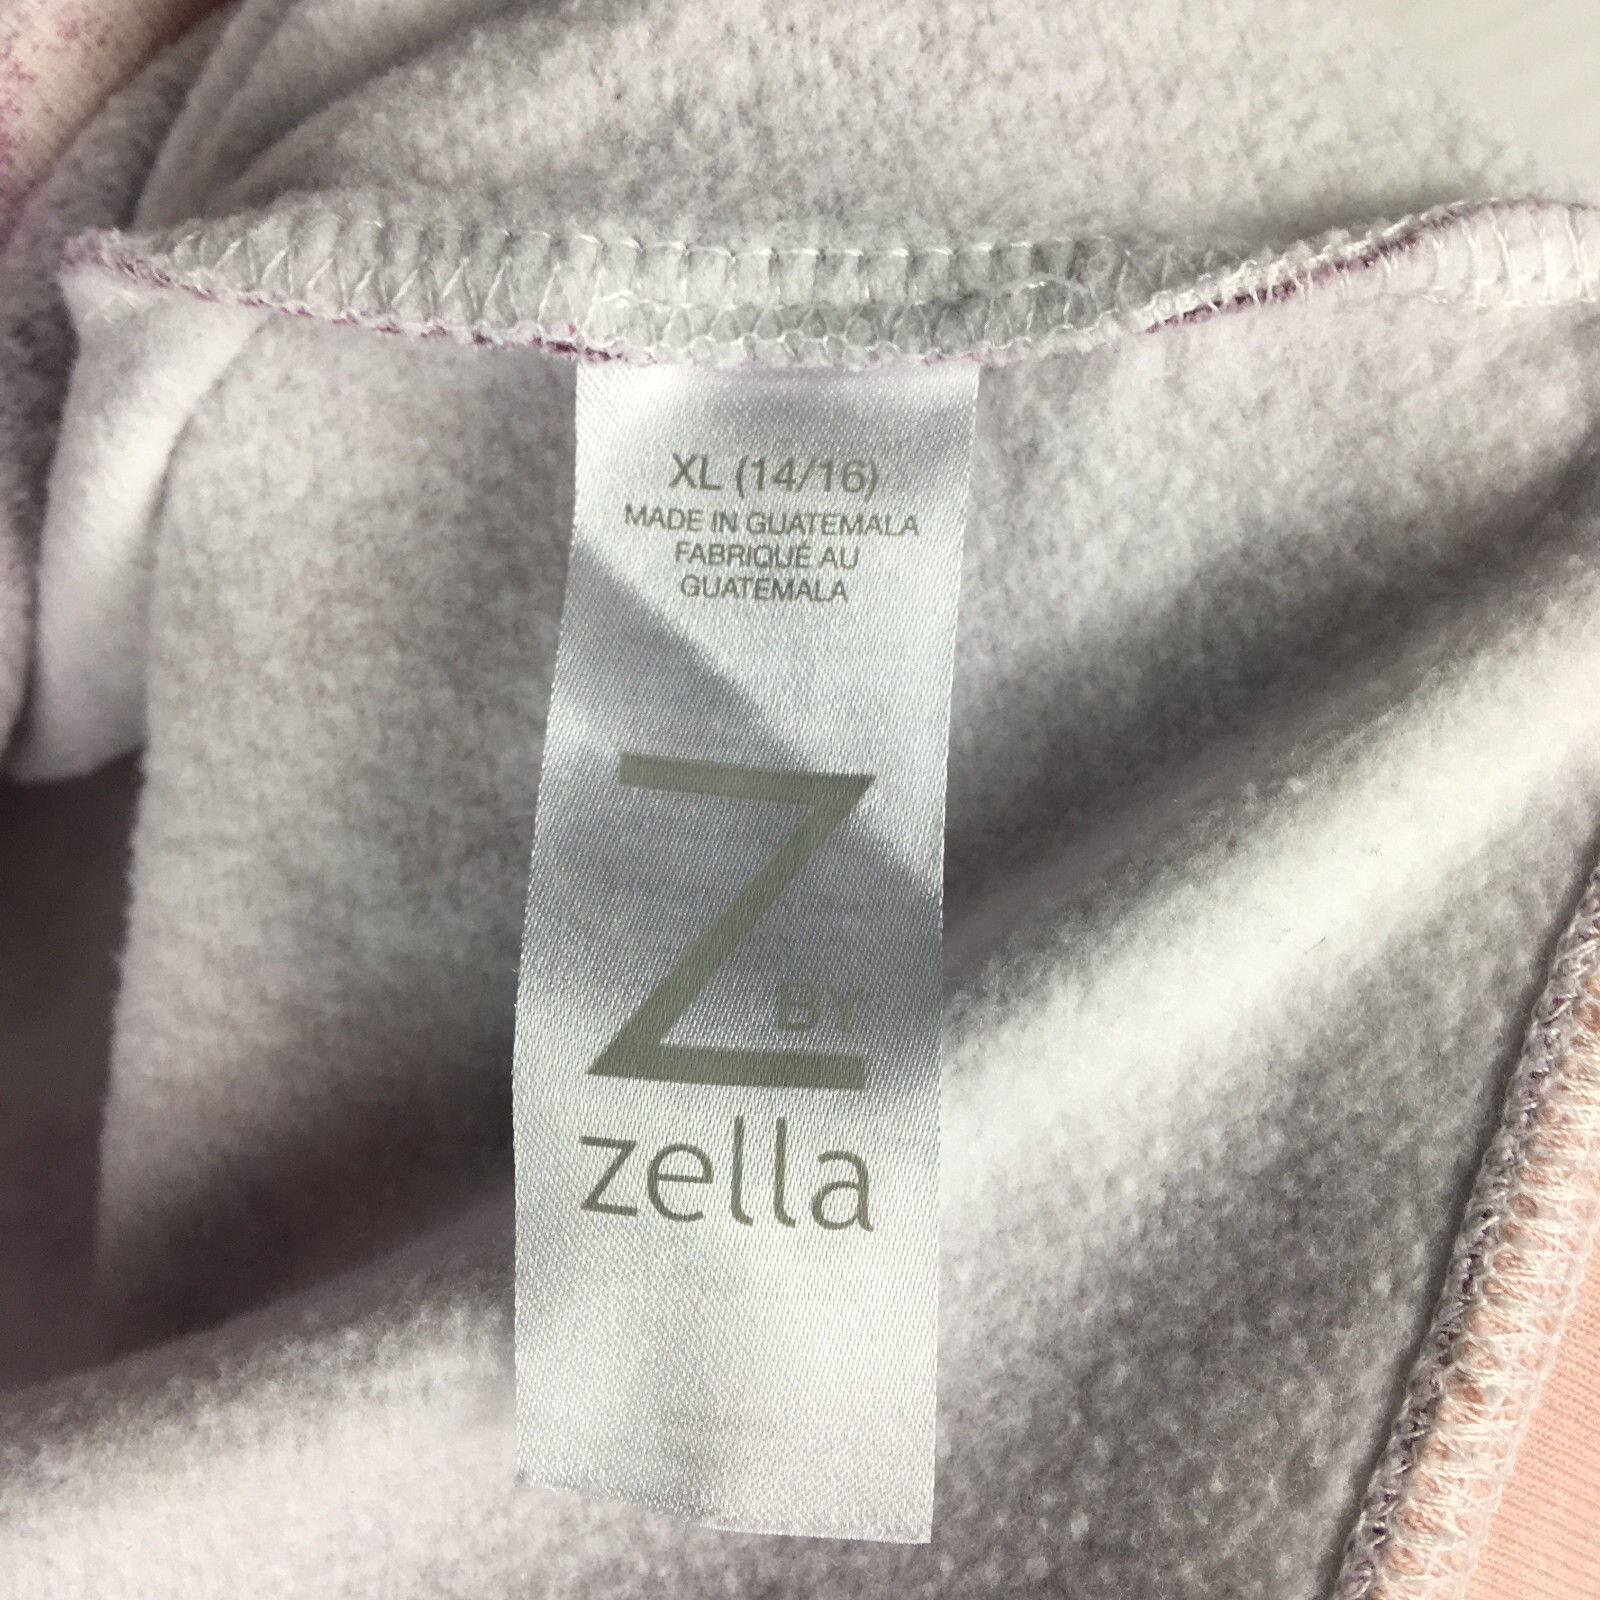 XL (14/16)
MADE IN GUATEMALA
FABRIQUÉ AU
GUATEMALA
Z BY
zella